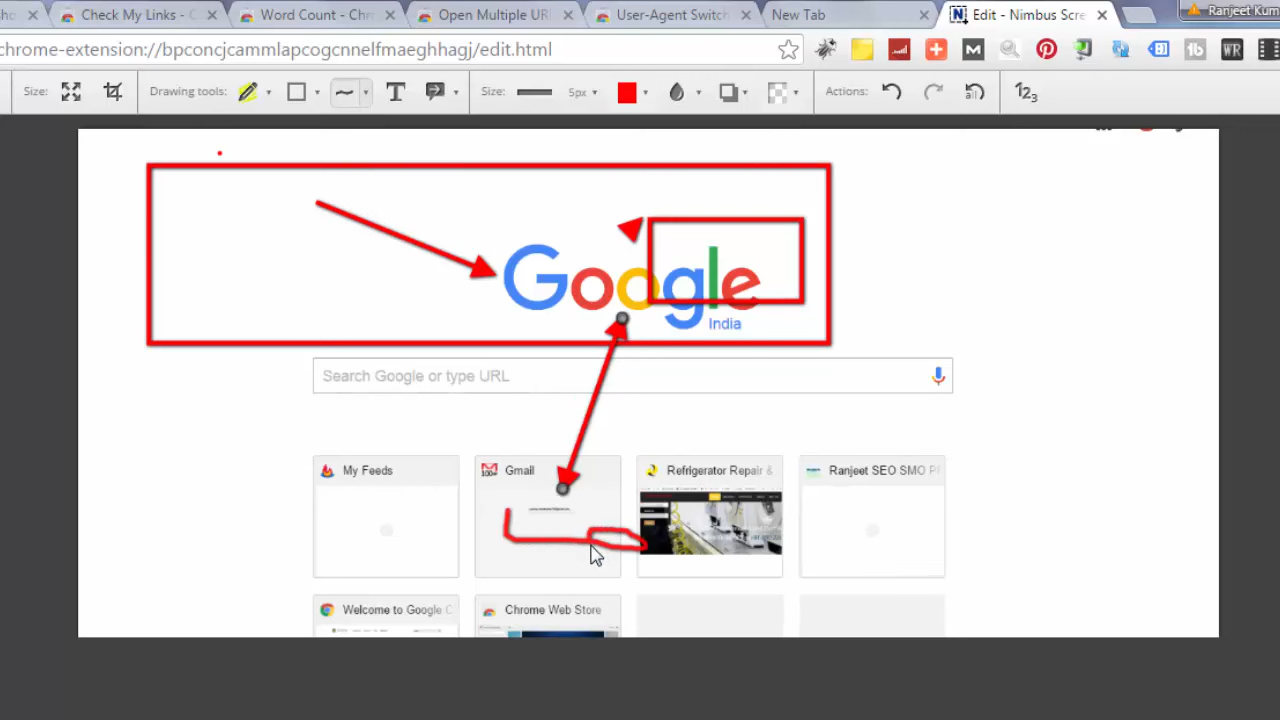 Check My Links - C
Word Count - Chr
Open Multiple UR
User-Agent Switch
New Tab
Edit - Nimbus Scre
Ranjeet Kum
chrome-extension://bpconcjcammlapcogcnnelfmaeghhagj/edit.html
Size:
Drawing tools:
T
Size:
5px
Actions:
123
Google
India
Search Google or type URL
My Feeds
Gmail
Refrigerator Repair &
Ranjeet SEO SMO P
Welcome to Google C
Chrome Web Store